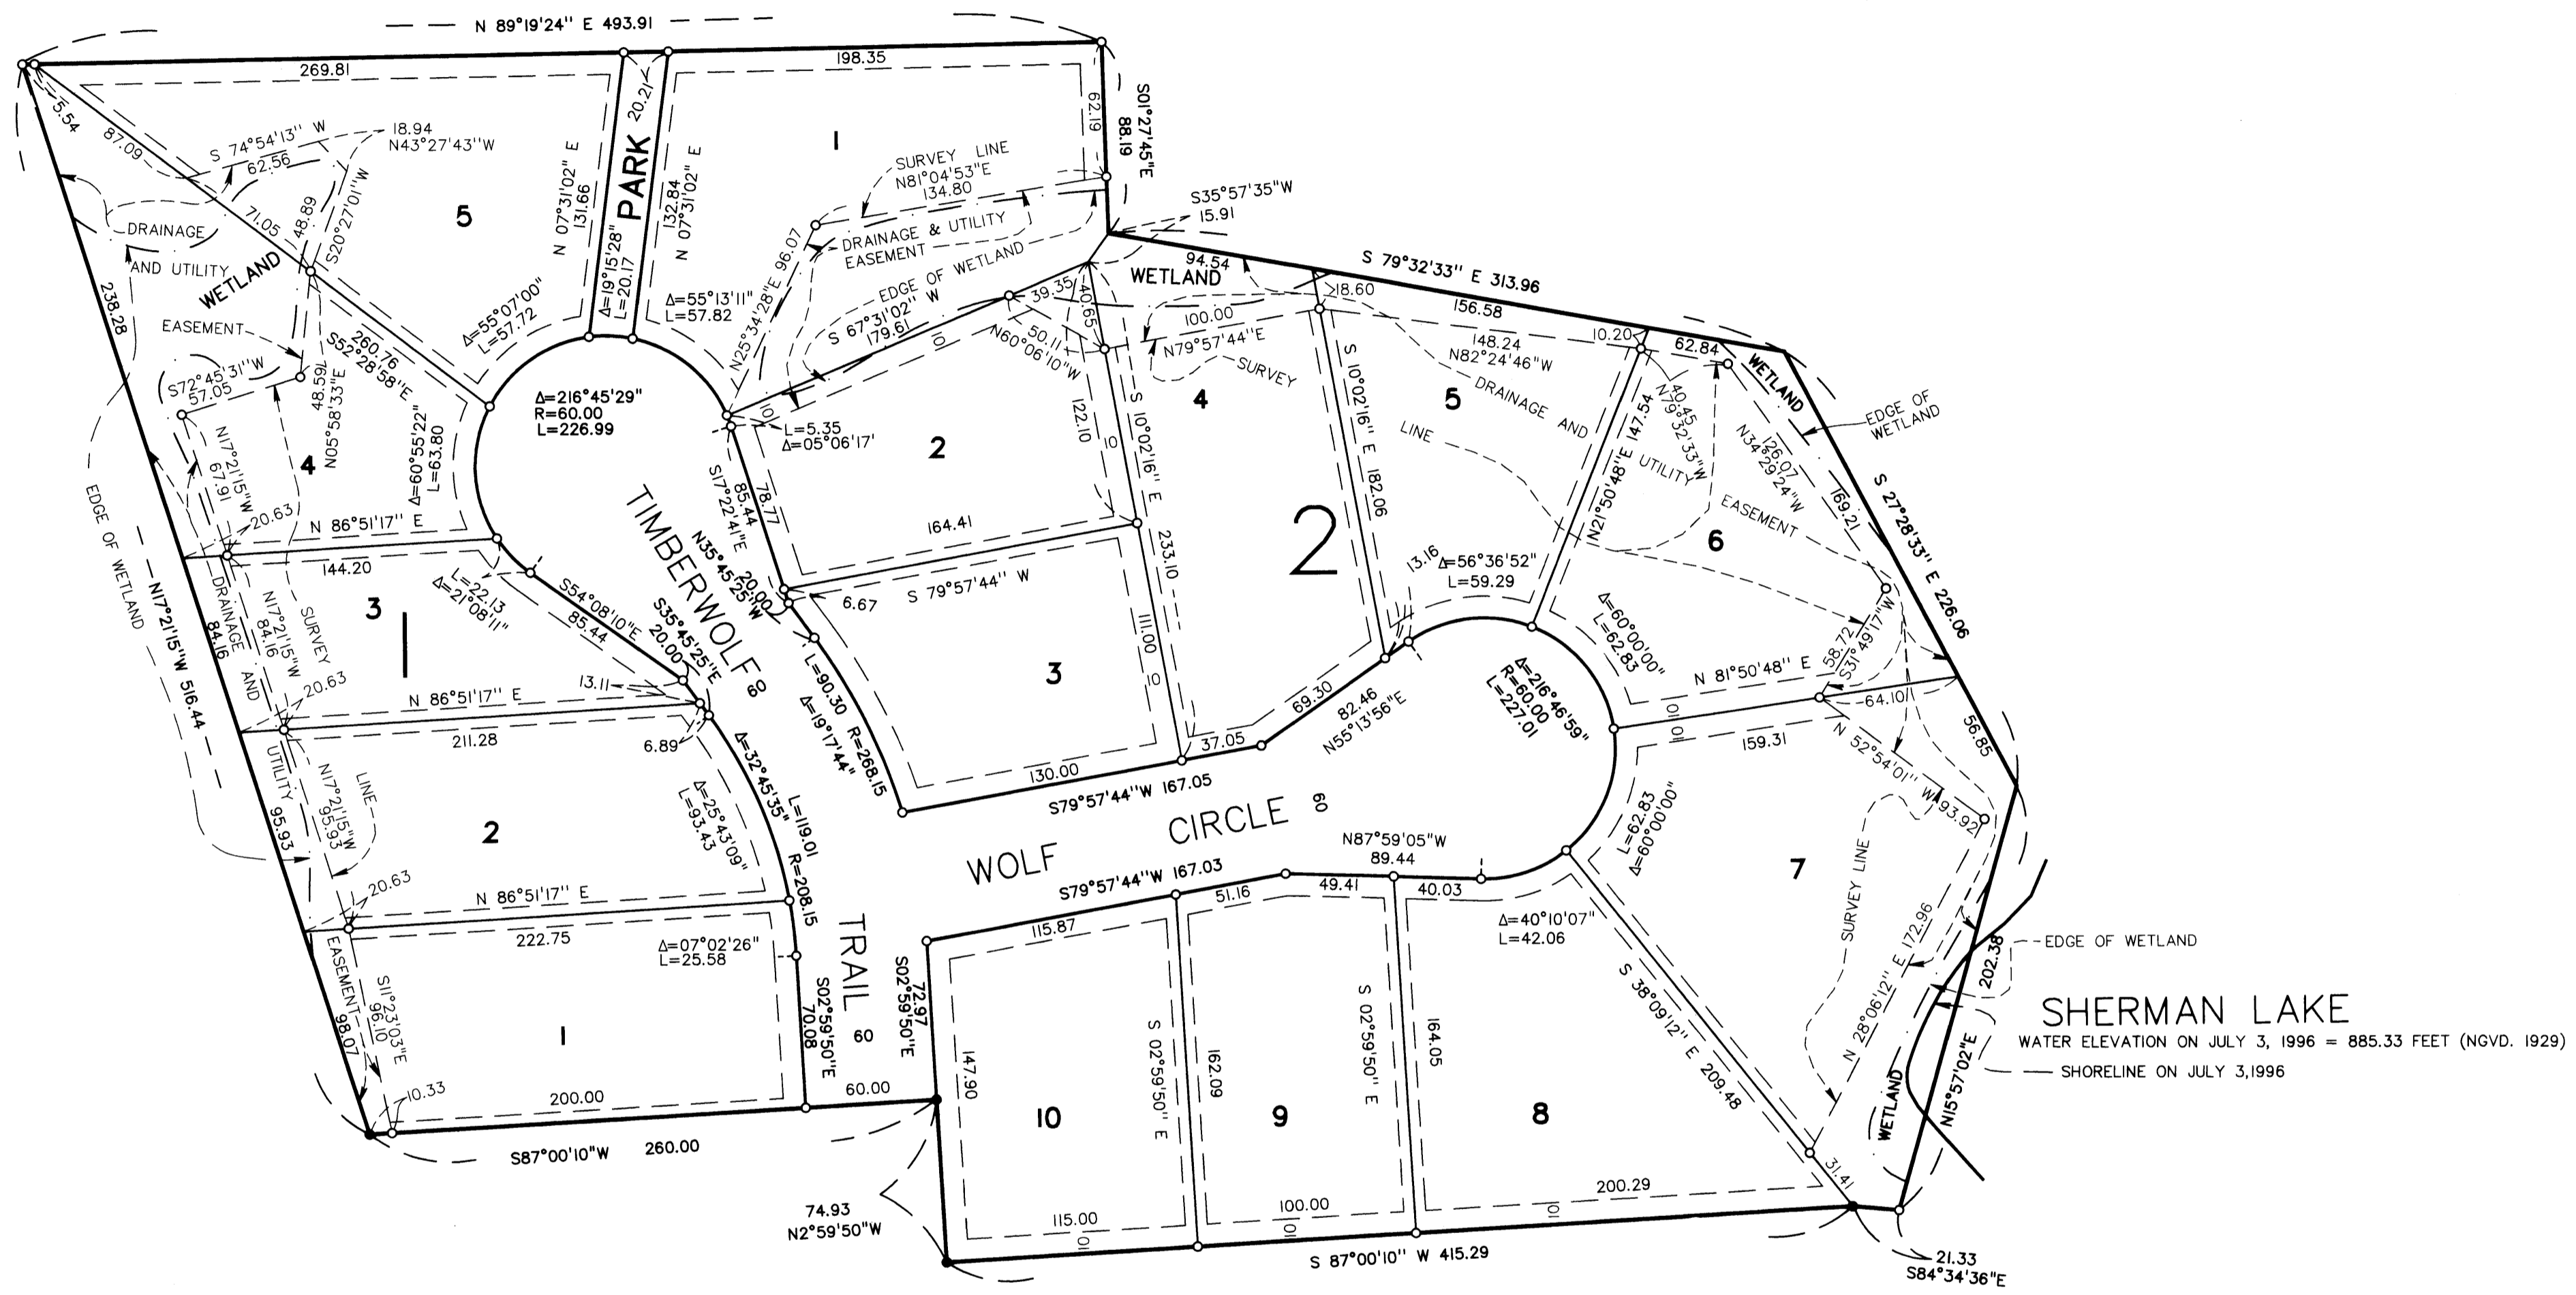 N 89°19'24" E 493.91
269.81
198.35
5.54
87.09
S 74°54'13" W
62.56
18.94
N43°27'43"W
71.05
48.89
S20°27'01"W
5
N 07°31'02" E
131.66
PARK
20.21
132.84
N 07°31'02" E
Δ=19°15'28"
L=20.17
1
SURVEY LINE
N81°04'53"E
134.80
62.19
S01°27'45"E
88.19
S35°57'35"W
15.91
DRAINAGE & UTILITY
EASEMENT
EDGE OF WETLAND
N25°34'28"E 96.07
S 67°31'02" W
179.61
10
39.35
40.65
50.11
N60°06'10"W
WETLAND
94.54
S 79°32'33" E 313.96
18.60
156.58
100.00
N79°57'44"E
148.24
N82°24'46"W
10.20
62.84
WETLAND
EDGE OF
WETLAND
DRAINAGE
AND UTILITY
WETLAND
EASEMENT
238.28
S72°45'31"W
57.05
48.59
N05°58'33"E
260.76
S52°28'58"E
Δ=55°07'00"
L=57.72
Δ=55°13'11"
L=57.82
Δ=216°45'29"
R=60.00
L=226.99
Δ=60°55'22"
L=63.80
4
N17°21'15"W
67.91
20.63
N 86°51'17" E
144.20
L=5.35
Δ=05°06'17'
10
2
S17°22'41"E
85.44
78.77
164.41
122.10
10
S 10°02'16" E
233.10
4
SURVEY
LINE
2
S 10°02'16" E 182.06
5
DRAINAGE AND
UTILITY
EASEMENT
N21°50'48"E 147.54
40.45
N79°32'33"W
126.07
N34°29'24"W
169.21
S 27°28'33" E 226.06
6
13.16
Δ=56°36'52"
L=59.29
Δ=60°00'00"
L=62.83
58.72
S31°49'17"W
N 81°50'48" E
64.10
10
10
159.31
56.85
N 52°54'01" W 93.92
EDGE OF WETLAND
N17°21'15"W 516.44
84.16
DRAINAGE AND
UTILITY
EASEMENT
N17°21'15"W
84.16
SURVEY
LINE
3
1
L=22.13
Δ=21°08'11"
S54°08'10"E
85.44
S35°45'25"E
20.00
13.11
N35°45'25"W
20.00
6.67
S 79°57'44" W
TIMBERWOLF
60
TRAIL
60
20.63
N 86°51'17" E
211.28
6.89
L=90.30 R=268.15
Δ=19°17'44"
3
111.00
10
130.00
37.05
69.30
82.46
N55°13'56"E
S79°57'44"W 167.05
Δ=216°46'59"
R=60.00
L=227.01
95.93
N17°21'15"W
95.93
2
Δ=32°45'35"
L=119.01
R=208.15
Δ=25°43'09"
L=93.43
WOLF
CIRCLE
60
N87°59'05"W
89.44
S79°57'44"W 167.03
115.87
51.16
49.41
40.03
L=62.83
Δ=60°00'00"
7
SURVEY LINE
20.63
N 86°51'17" E
222.75
Δ=07°02'26"
L=25.58
Δ=40°10'07"
L=42.06
98.07
S11°23'03"E
96.10
1
S02°59'50"E
70.08
72.97
S02°59'50"E
147.90
S 02°59'50" E
162.09
S 02°59'50" E
164.05
S 38°09'12" E 209.48
N 28°06'12" E 172.96
202.38
EDGE OF WETLAND
SHERMAN LAKE
WATER ELEVATION ON JULY 3, 1996 = 885.33 FEET (NGVD. 1929)
SHORELINE ON JULY 3,1996
WETLAND
N15°57'02"E
10.33
200.00
60.00
S87°00'10"W 260.00
74.93
N2°59'50"W
10
9
8
115.00
10
100.00
10
200.29
10
31.41
S 87°00'10" W 415.29
21.33
S84°34'36"E